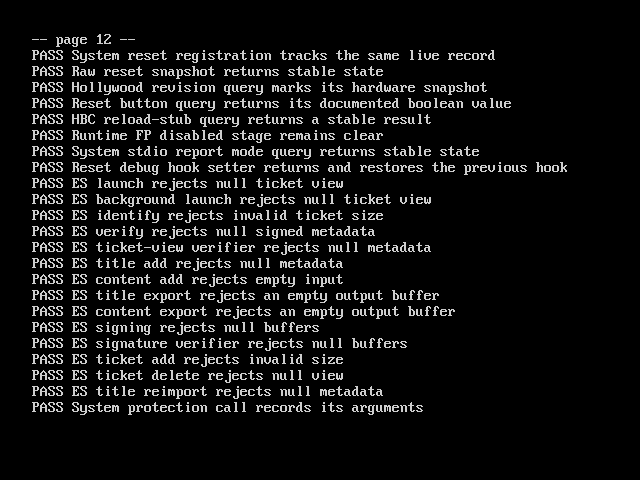 -- page 12 --
PASS System reset registration tracks the same live record
PASS Raw reset snapshot returns stable state
PASS Hollywood revision query marks its hardware snapshot
PASS Reset button query returns its documented boolean value
PASS HBC reload-stub query returns a stable result
PASS Runtime FP disabled stage remains clear
PASS System stdio report mode query returns stable state
PASS Reset debug hook setter returns and restores the previous hook
PASS ES launch rejects null ticket view
PASS ES background launch rejects null ticket view
PASS ES identify rejects invalid ticket size
PASS ES verify rejects null signed metadata
PASS ES ticket-view verifier rejects null metadata
PASS ES title add rejects null metadata
PASS ES content add rejects empty input
PASS ES title export rejects an empty output buffer
PASS ES content export rejects an empty output buffer
PASS ES signing rejects null buffers
PASS ES signature verifier rejects null buffers
PASS ES ticket add rejects invalid size
PASS ES ticket delete rejects null view
PASS ES title reimport rejects null metadata
PASS System protection call records its arguments